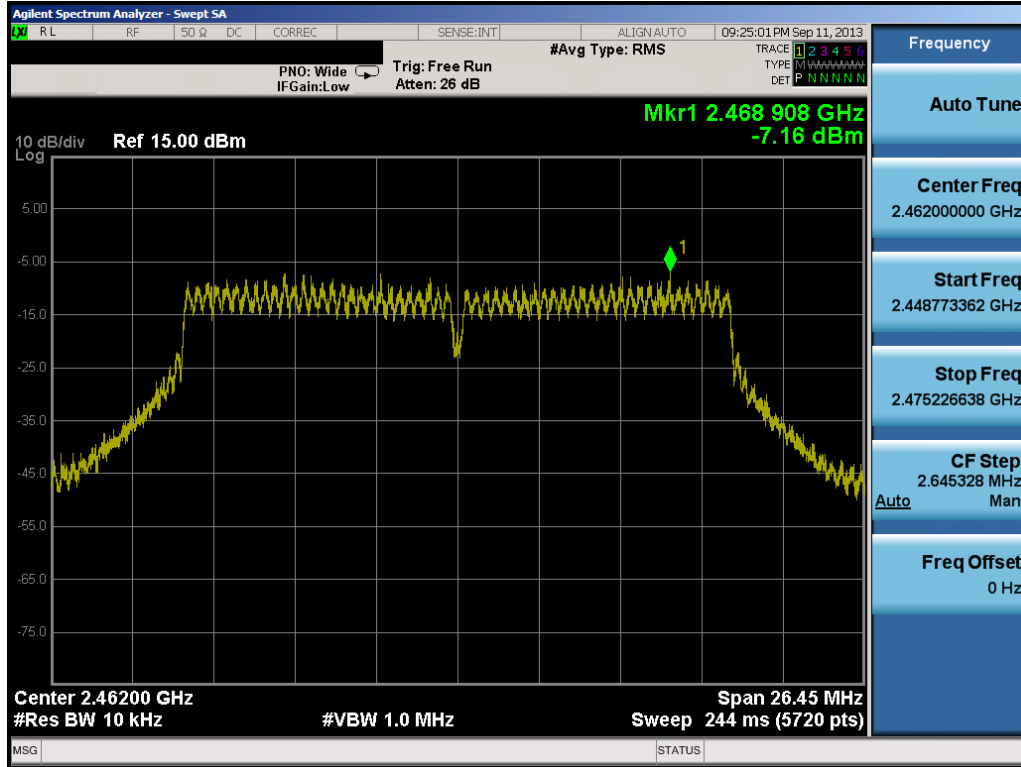 Agilent Spectrum Analyzer - Swept SA
LXI RL RF 50 Ω DC CORREC SENSE:INT ALIGN AUTO 09:25:01 PM Sep 11, 2013
#Avg Type: RMS TRACE 1 2 3 4 5 6
PNO: Wide Trig: Free Run TYPE M
IFGain:Low Atten: 26 dB DET P N N N N N
Mkr1 2.468 908 GHz
-7.16 dBm
10 dB/div Ref 15.00 dBm
Log
5.00
1
-5.00
-15.0
-25.0
-35.0
-45.0
-55.0
-65.0
-75.0
Center 2.46200 GHz Span 26.45 MHz
#Res BW 10 kHz #VBW 1.0 MHz Sweep 244 ms (5720 pts)
MSG STATUS
Frequency
Auto Tune
Center Freq
2.462000000 GHz
Start Freq
2.448773362 GHz
Stop Freq
2.475226638 GHz
CF Step
2.645328 MHz
Auto Man
Freq Offset
0 Hz